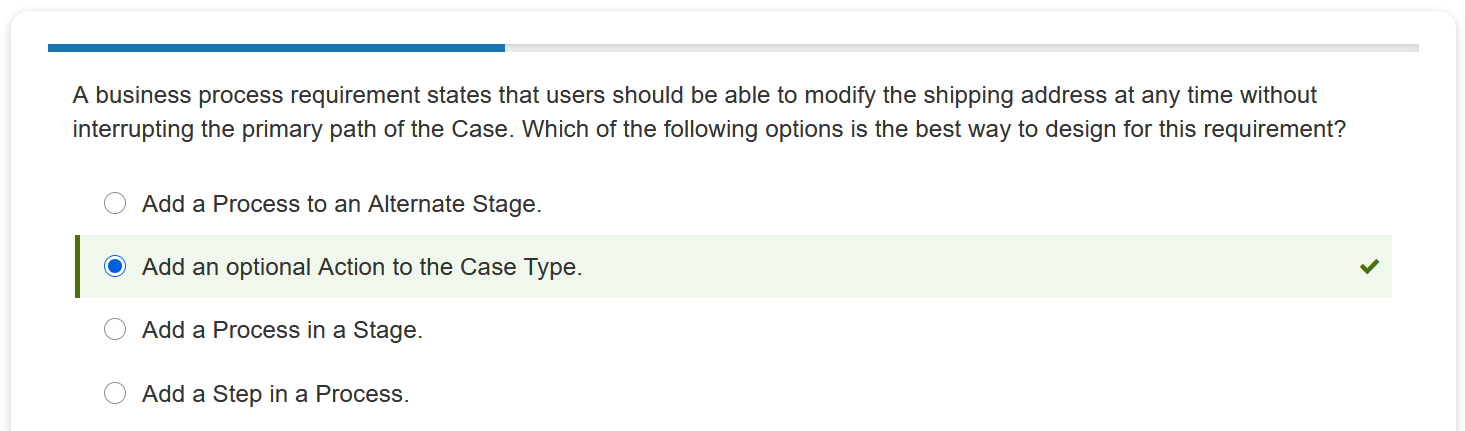 A business process requirement states that users should be able to modify the shipping address at any time without
interrupting the primary path of the Case. Which of the following options is the best way to design for this requirement?
Add a Process to an Alternate Stage.
Add an optional Action to the Case Type.
Add a Process in a Stage.
Add a Step in a Process.